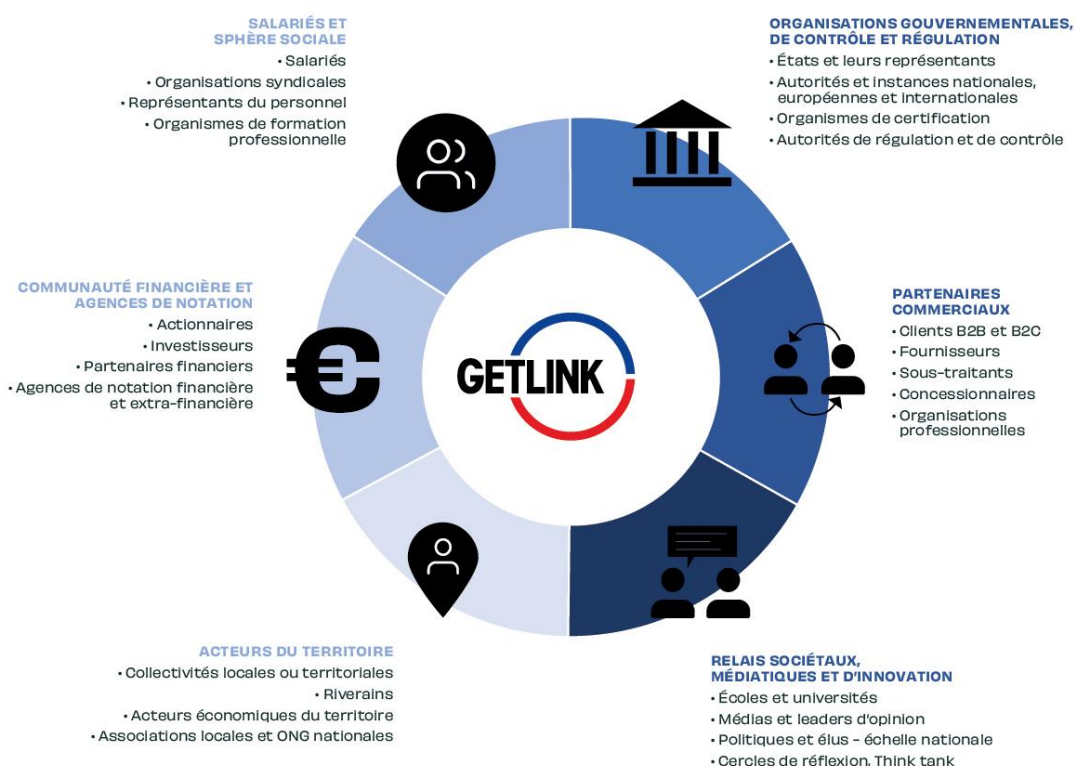 SALARIÉS ET
SPHÈRE SOCIALE
• Salariés
• Organisations syndicales
• Représentants du personnel
• Organismes de formation
professionnelle
ORGANISATIONS GOUVERNEMENTALES,
DE CONTRÔLE ET RÉGULATION
• États et leurs représentants
• Autorités et instances nationales,
européennes et internationales
• Organismes de certification
• Autorités de régulation et de contrôle
COMMUNAUTÉ FINANCIÈRE ET
AGENCES DE NOTATION
• Actionnaires
• Investisseurs
• Partenaires financiers
• Agences de notation financière
et extra-financière
€
GETLINK
PARTENAIRES
COMMERCIAUX
• Clients B2B et B2C
• Fournisseurs
• Sous-traitants
• Concessionnaires
• Organisations
professionnelles
ACTEURS DU TERRITOIRE
• Collectivités locales ou territoriales
• Riverains
• Acteurs économiques du territoire
• Associations locales et ONG nationales
RELAIS SOCIÉTAUX,
MÉDIATIQUES ET D'INNOVATION
• Écoles et universités
• Médias et leaders d'opinion
• Politiques et élus - échelle nationale
• Cercles de réflexion, Think tank